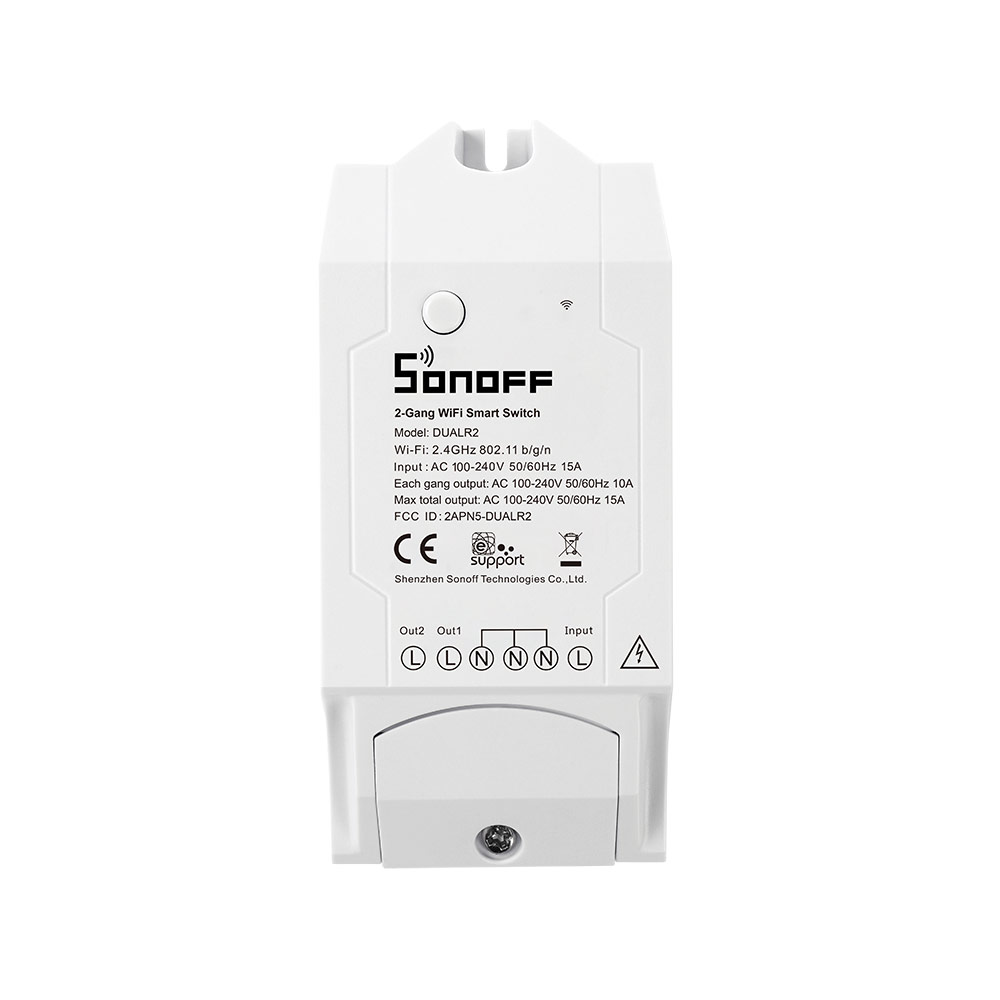 SONOFF
2-Gang WiFi Smart Switch
Model: DUALR2
Wi-Fi: 2.4GHz 802.11 b/g/n
Input : AC 100-240V 50/60Hz 15A
Each gang output: AC 100-240V 50/60Hz 10A
Max total output: AC 100-240V 50/60Hz 15A
FCC ID : 2APN5-DUALR2
CE e support
Shenzhen Sonoff Technologies Co.,Ltd.
Out2 Out1 Input
L L N N N L